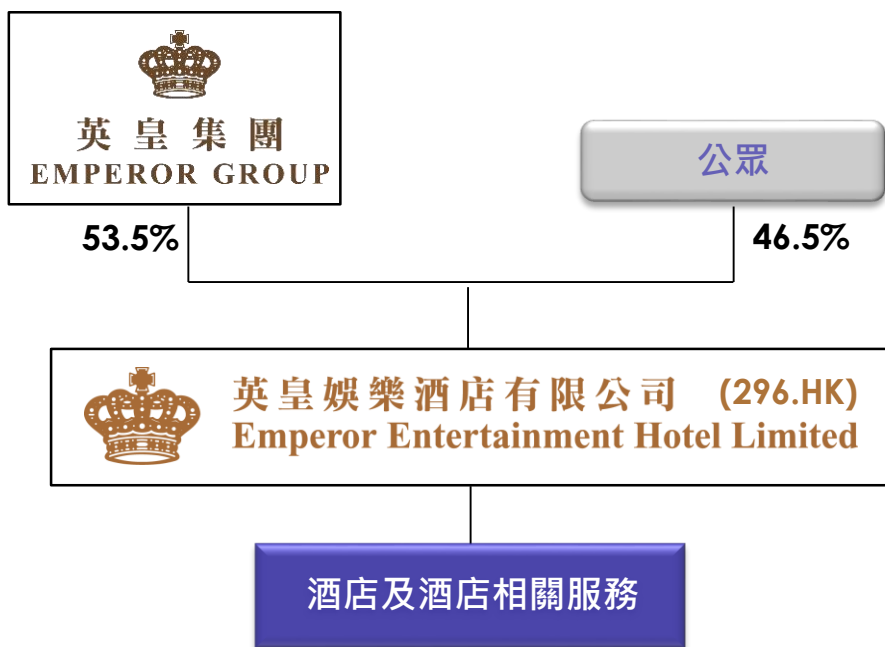 英皇集團
EMPEROR GROUP
公眾
53.5%
46.5%
英皇娛樂酒店有限公司 (296.HK)
Emperor Entertainment Hotel Limited
酒店及酒店相關服務